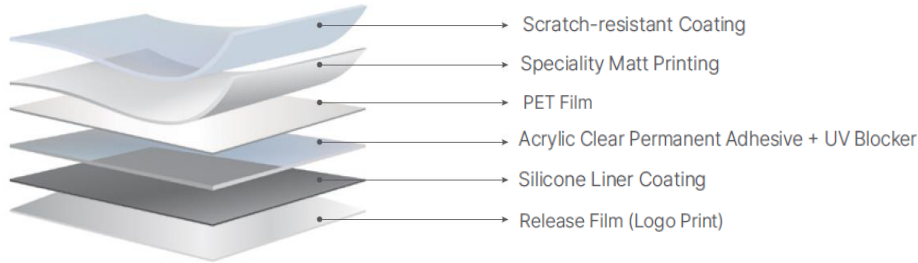 Scratch-resistant Coating
Speciality Matt Printing
PET Film
Acrylic Clear Permanent Adhesive + UV Blocker
Silicone Liner Coating
Release Film (Logo Print)